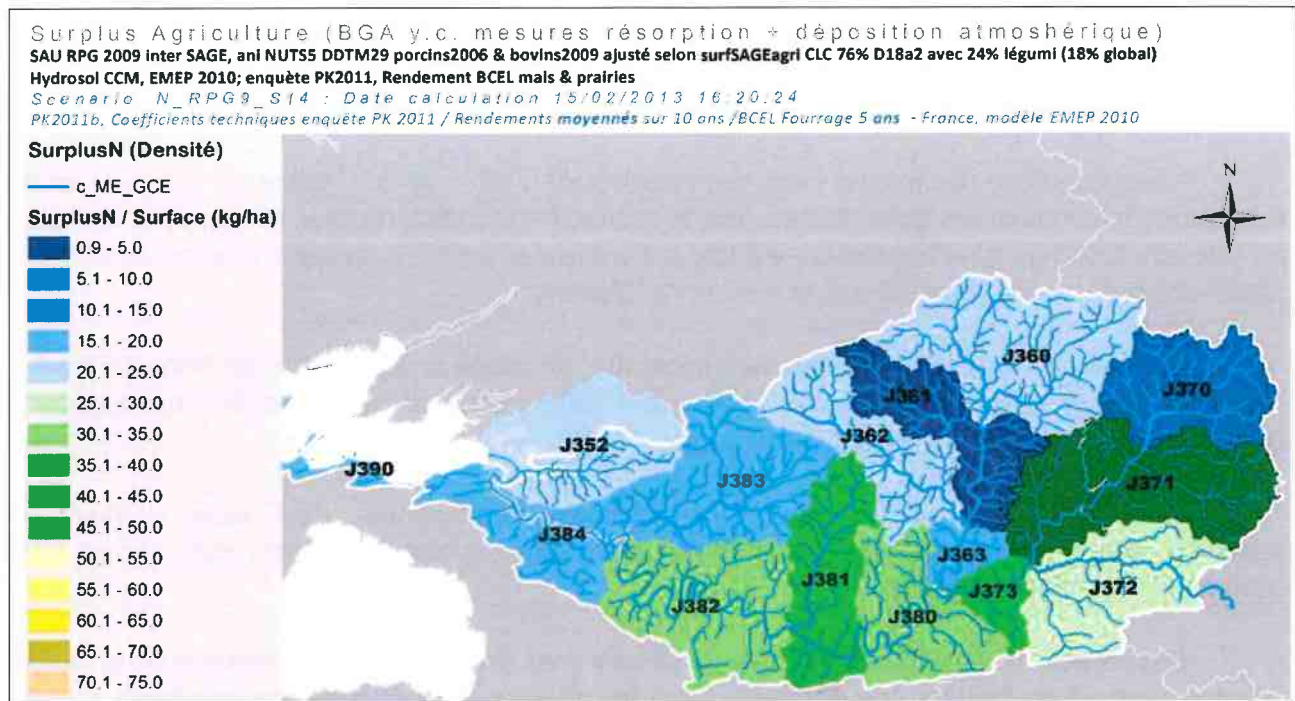 Surplus Agriculture (BGA y.c. mesures résorption + déposition atmoshérique)
SAU RPG 2009 inter SAGE, ani NUTS5 DDTM29 porcins2006 & bovins2009 ajusté selon surfSAGEagri CLC 76% D18a2 avec 24% légumi (18% global)
Hydrosol CCM, EMEP 2010; enquète PK2011, Rendement BCEL mais & prairies
Scenario N_RPG9_S14 : Date calculation 15/02/2013 16:20:24
PK2011b, Coefficients techniques enquête PK 2011 / Rendements moyennés sur 10 ans /BCEL Fourrage 5 ans - France, modèle EMEP 2010
SurplusN (Densité)
c_ME_GCE
SurplusN / Surface (kg/ha)
0.9 - 5.0
5.1 - 10.0
10.1 - 15.0
15.1 - 20.0
20.1 - 25.0
25.1 - 30.0
30.1 - 35.0
35.1 - 40.0
40.1 - 45.0
45.1 - 50.0
50.1 - 55.0
55.1 - 60.0
60.1 - 65.0
65.1 - 70.0
70.1 - 75.0
N
J360
J361
J370
J352
J362
J390
J383
J371
J384
J363
J381
J373
J372
J382
J380